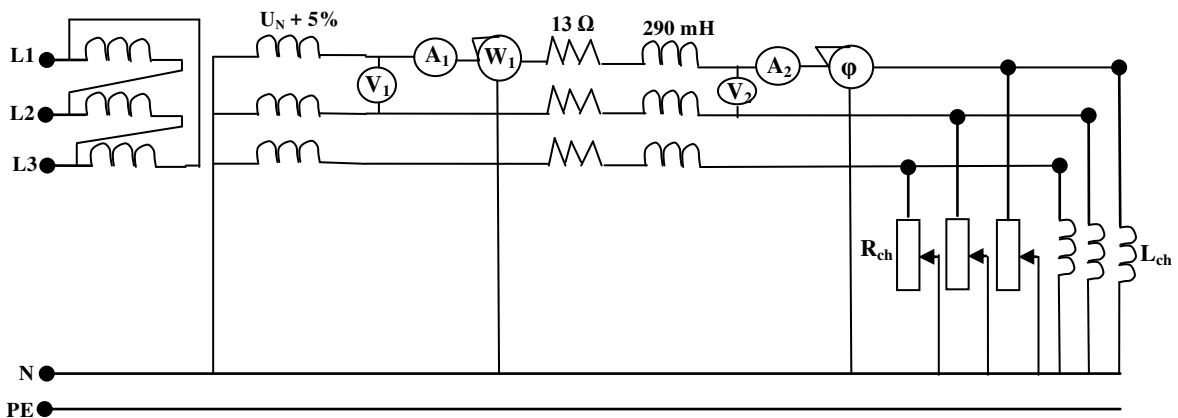 U_N + 5%
13 Ω
290 mH
L1
A₁
W₁
A₂
φ
V₁
V₂
L2
L3
R_ch
L_ch
N
PE